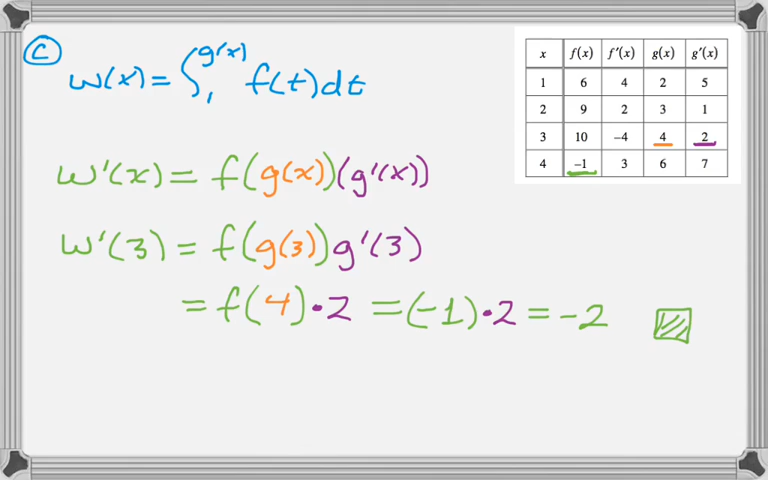 C
w(x) = ∫₁^g(x) f(t)dt
x f(x) f′(x) g(x) g′(x)
1 6 4 2 5
2 9 2 3 1
3 10 –4 4 2
4 –1 3 6 7
w'(x) = f(g(x))(g'(x))
w'(3) = f(g(3))g'(3)
= f(4)•2 = (-1)•2 = -2